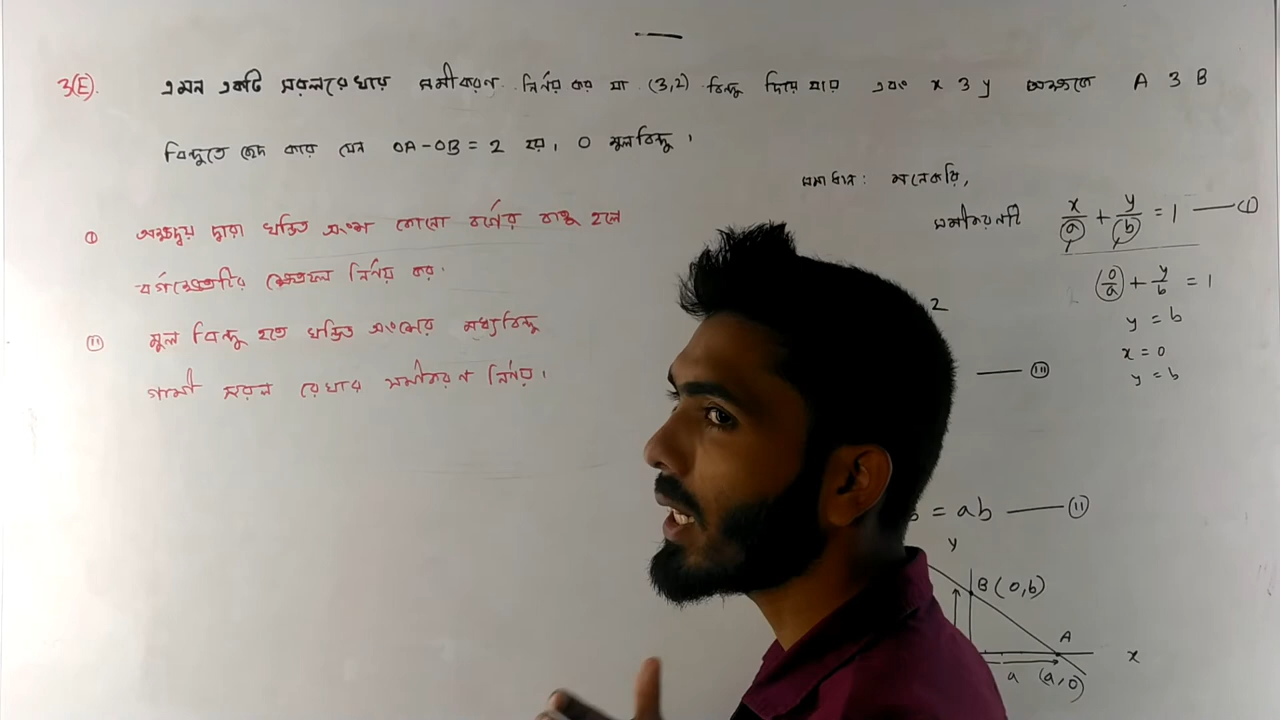 3(E). এমন একটি সরলরেখার সমীকরণ নির্ণয় কর যা (3,2) বিন্দু দিয়ে যায় এবং x ও y অক্ষকে A ও B
বিন্দুতে ছেদ করে যেন OA-OB = 2 হয়, O মূলবিন্দু।
(i) অক্ষদ্বয় দ্বারা খন্ডিত অংশ কোনো বর্গের বাহু হলে
বর্গক্ষেত্রটির ক্ষেত্রফল নির্ণয় কর.
(ii) মূল বিন্দু হতে খন্ডিত অংশের মধ্যবিন্দু
গামী সরল রেখার সমীকরণ নির্ণয়।
সমাধান: মনেকরি,
সমীকরণটি x/a + y/b = 1 —— (i)
0/a + y/b = 1
y = b
x = 0
y = b
2
—— (iii)
= ab —— (ii)
y
B (0,b)
A
x
a (a,0)